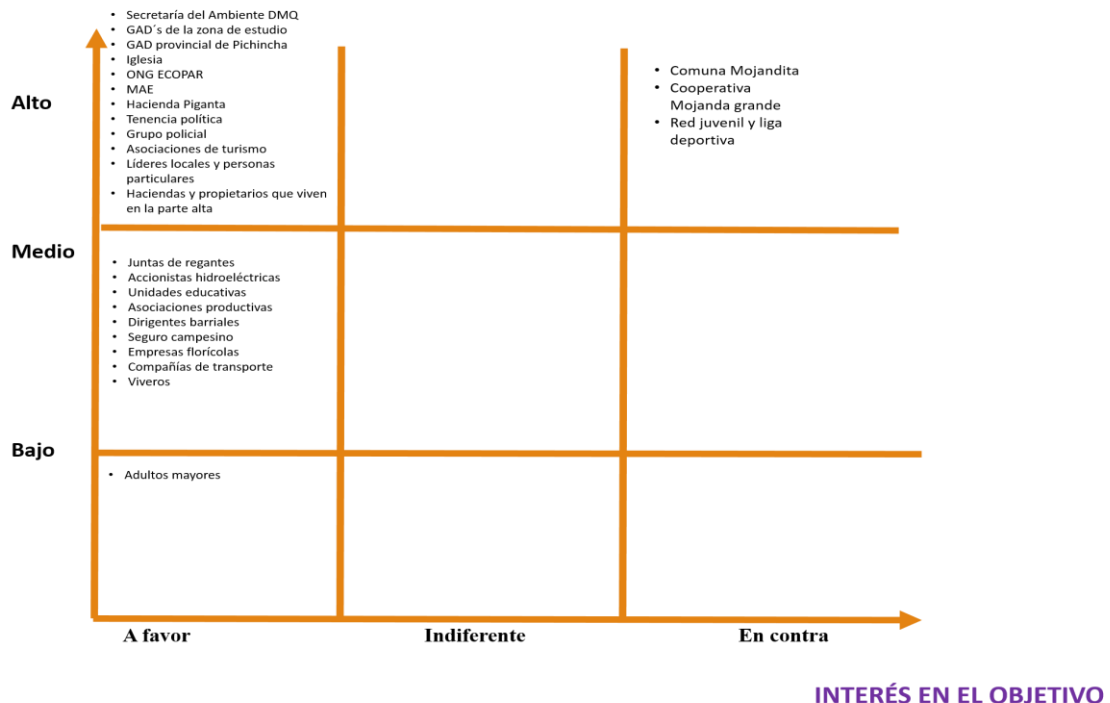 • Secretaría del Ambiente DMQ
• GAD´s de la zona de estudio
• GAD provincial de Pichincha
• Iglesia
• ONG ECOPAR
• MAE
• Hacienda Piganta
• Tenencia política
• Grupo policial
• Asociaciones de turismo
• Líderes locales y personas
particulares
• Haciendas y propietarios que viven
en la parte alta
• Comuna Mojandita
• Cooperativa
Mojanda grande
• Red juvenil y liga
deportiva
Alto
Medio
• Juntas de regantes
• Accionistas hidroeléctricas
• Unidades educativas
• Asociaciones productivas
• Dirigentes barriales
• Seguro campesino
• Empresas florícolas
• Compañías de transporte
• Viveros
Bajo
• Adultos mayores
A favor
Indiferente
En contra
INTERÉS EN EL OBJETIVO